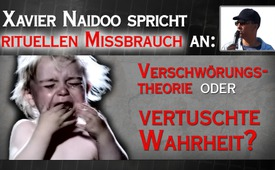 Xavier Naidoo spricht
rituellen Missbrauch an:
Verschwörungs-
theorie oder
vertuschte
Wahrheit?